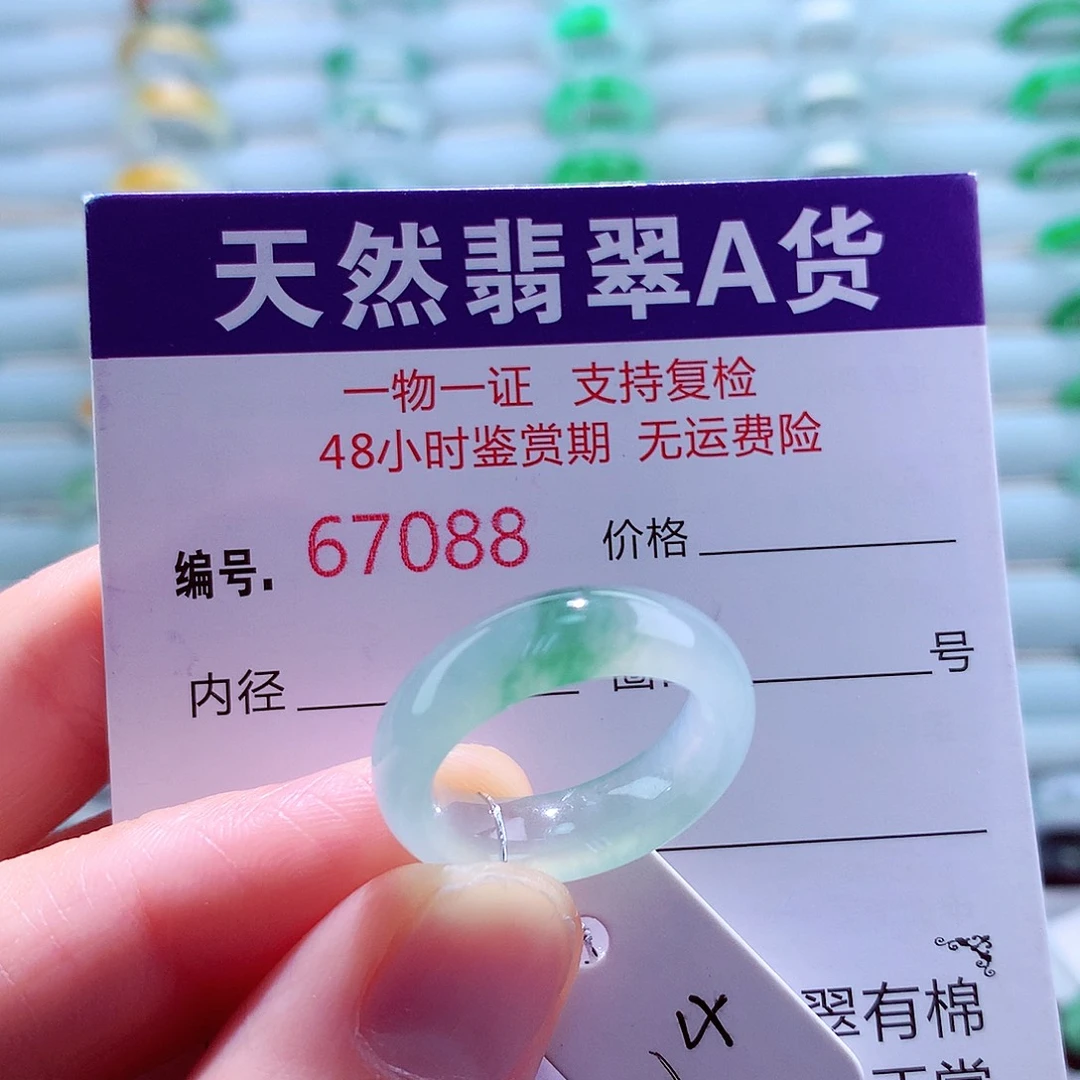 天然翡翠A货
一物一证 支持复检
48小时鉴赏期 无运费险
编号. 67088 价格
内径 号
翠有棉